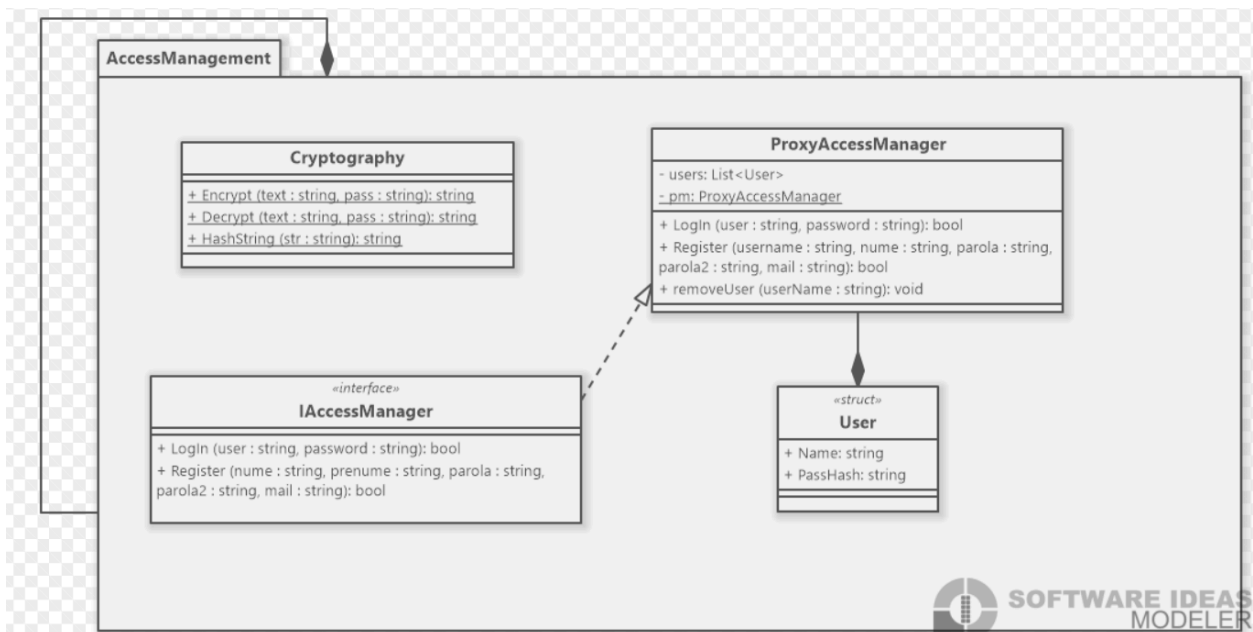 AccessManagement
Cryptography
+ Encrypt (text : string, pass : string): string
+ Decrypt (text : string, pass : string): string
+ HashString (str : string): string
ProxyAccessManager
- users: List<User>
- pm: ProxyAccessManager
+ LogIn (user : string, password : string): bool
+ Register (username : string, nume : string, parola : string,
parola2 : string, mail : string): bool
+ removeUser (userName : string): void
«interface»
IAccessManager
+ LogIn (user : string, password : string): bool
+ Register (nume : string, prenume : string, parola : string,
parola2 : string, mail : string): bool
«struct»
User
+ Name: string
+ PassHash: string
SOFTWARE IDEAS
MODELER